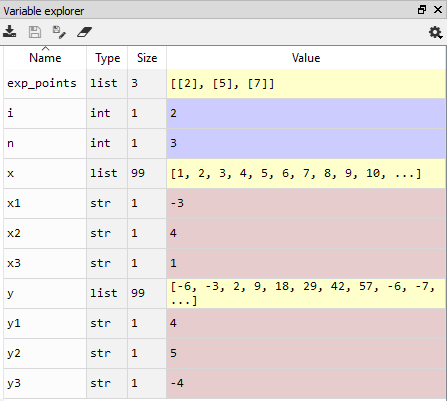 Variable explorer
Name Type Size Value
exp_points list 3 [[2], [5], [7]]
i int 1 2
n int 1 3
x list 99 [1, 2, 3, 4, 5, 6, 7, 8, 9, 10, ...]
x1 str 1 -3
x2 str 1 4
x3 str 1 1
y list 99 [-6, -3, 2, 9, 18, 29, 42, 57, -6, -7,
...]
y1 str 1 4
y2 str 1 5
y3 str 1 -4